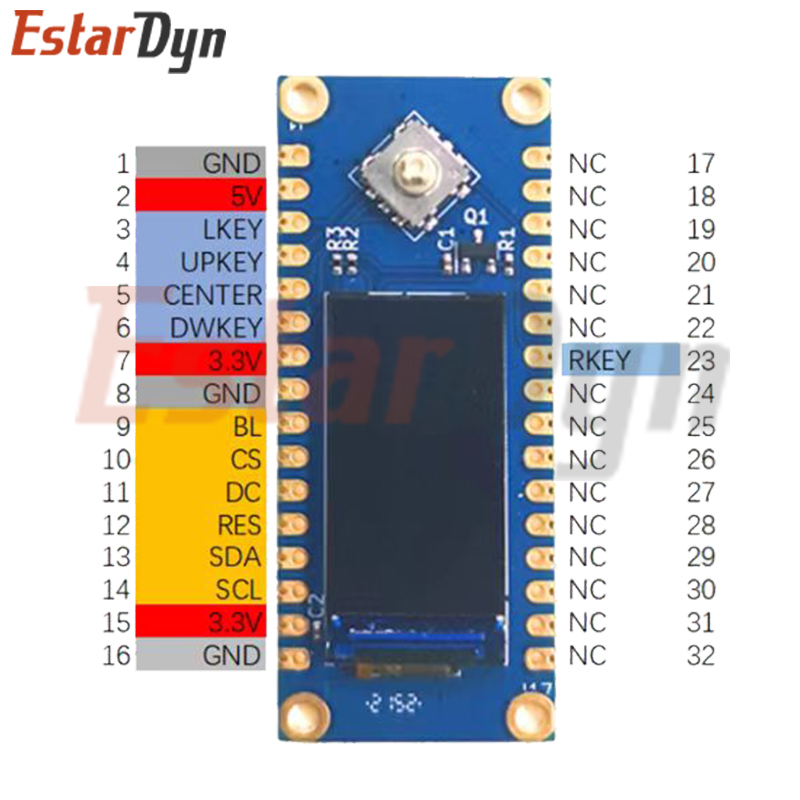 EstarDyn
1 GND NC 17
2 5V NC 18
3 LKEY NC 19
4 UPKEY NC 20
5 CENTER NC 21
6 DWKEY NC 22
7 3.3V RKEY 23
8 GND NC 24
9 BL NC 25
10 CS NC 26
11 DC NC 27
12 RES NC 28
13 SDA NC 29
14 SCL NC 30
15 3.3V NC 31
16 GND NC 32
Q1
R3
R2
C1
R1
EstarDyn
C2
2152